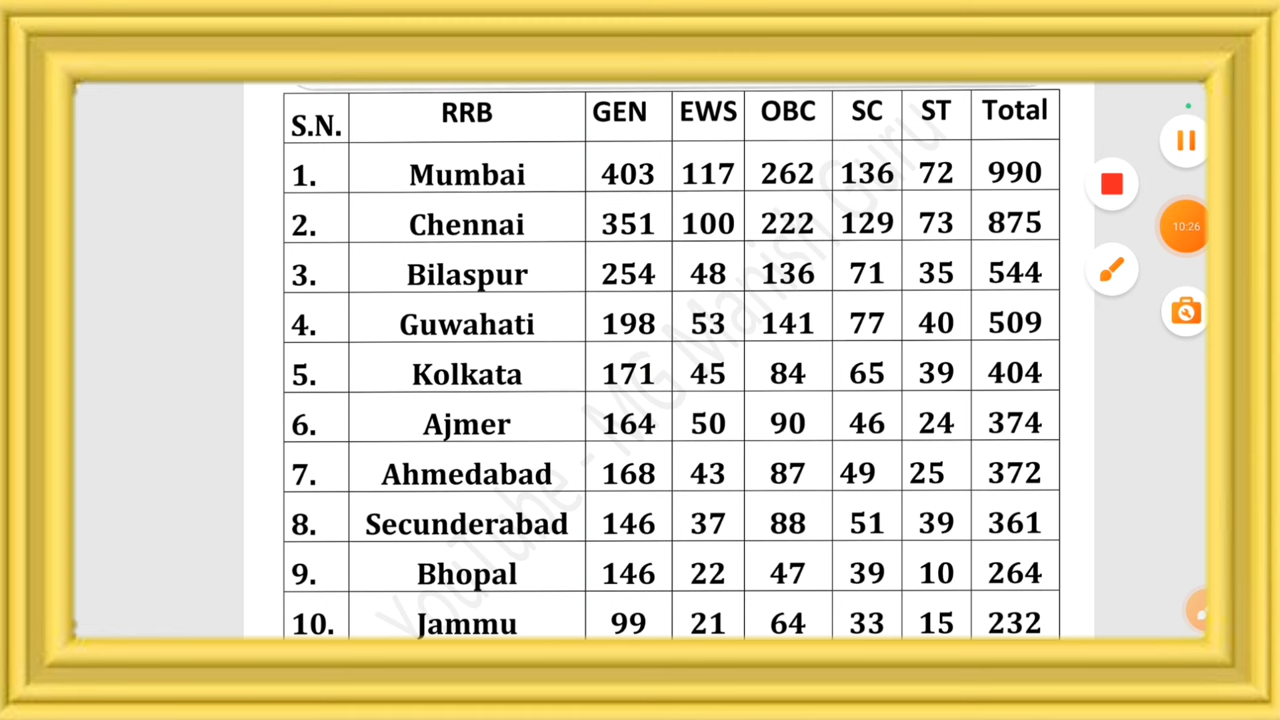 S.N. RRB GEN EWS OBC SC ST Total
1. Mumbai 403 117 262 136 72 990
2. Chennai 351 100 222 129 73 875
3. Bilaspur 254 48 136 71 35 544
4. Guwahati 198 53 141 77 40 509
5. Kolkata 171 45 84 65 39 404
6. Ajmer 164 50 90 46 24 374
7. Ahmedabad 168 43 87 49 25 372
8. Secunderabad 146 37 88 51 39 361
9. Bhopal 146 22 47 39 10 264
10. Jammu 99 21 64 33 15 232
YouTube - MG Manish Guru
10:26